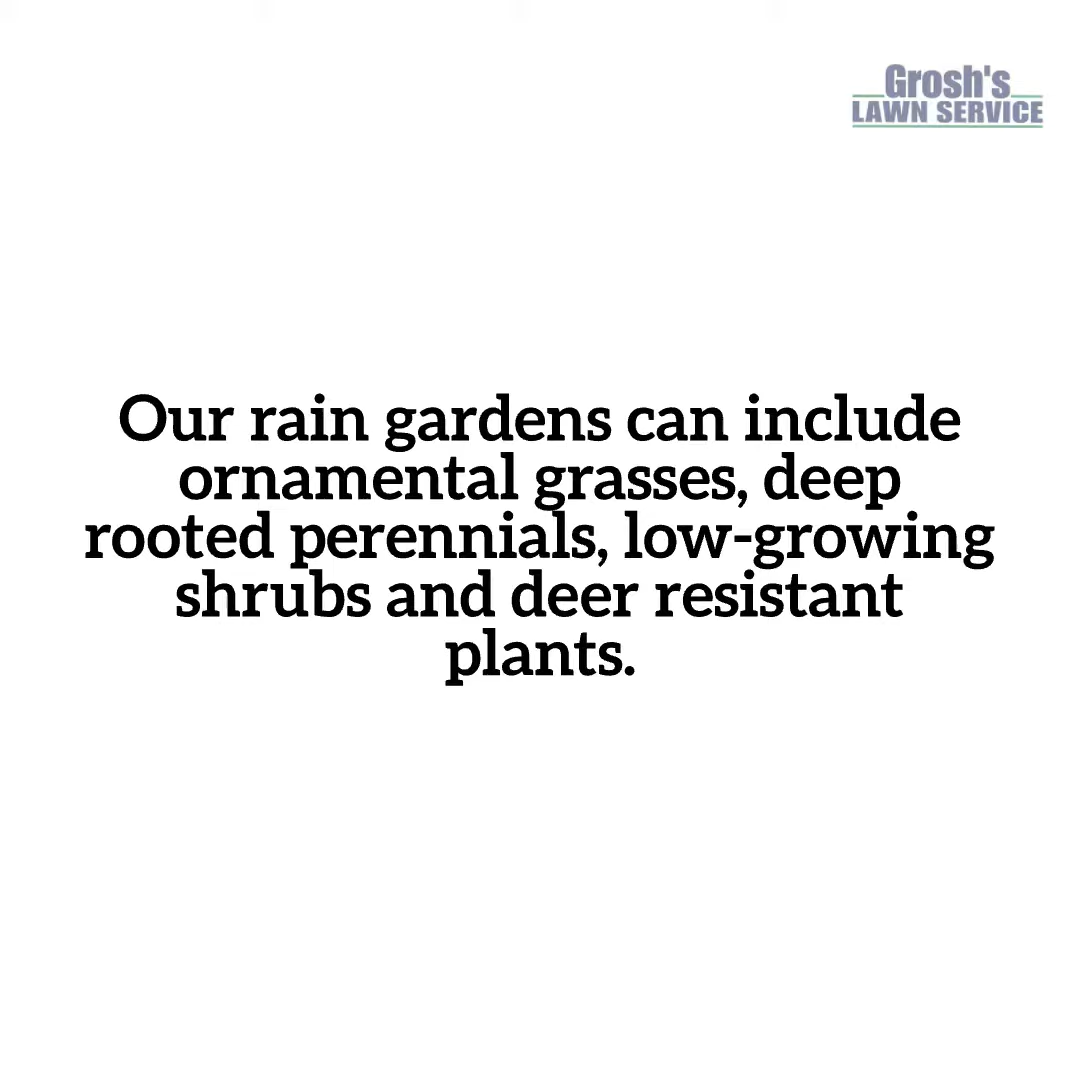 Grosh's
LAWN SERVICE
Our rain gardens can include
ornamental grasses, deep
rooted perennials, low-growing
shrubs and deer resistant
plants.